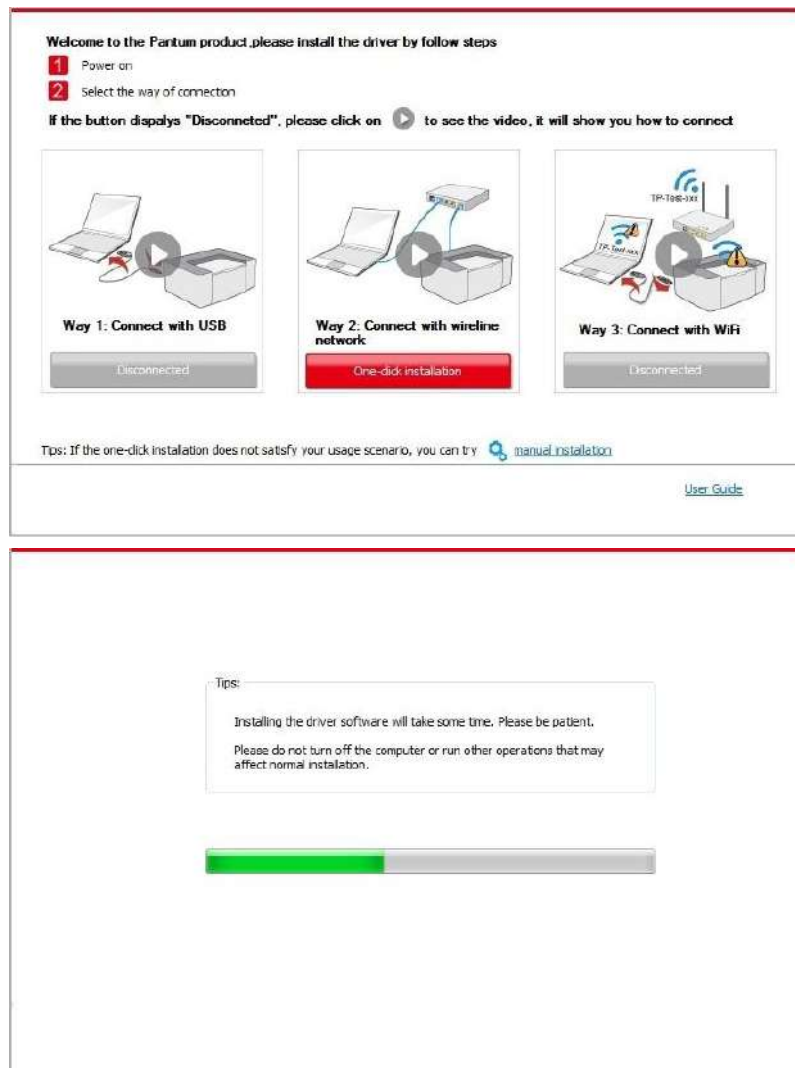 Welcome to the Pantum product,please install the driver by follow steps
1 Power on
2 Select the way of connection
If the button dispalys "Disconneted", please click on to see the video, it will show you how to connect
TP-Test-xxx
TP-Test-xxx
Way 1: Connect with USB
Disconnected
Way 2: Connect with wireline
network
One-click installation
Way 3: Connect with WiFi
Disconnected
Tips: If the one-click installation does not satisfy your usage scenario, you can try manual installation
User Guide
Tips:
Installing the driver software will take some time. Please be patient.
Please do not turn off the computer or run other operations that may
affect normal installation.